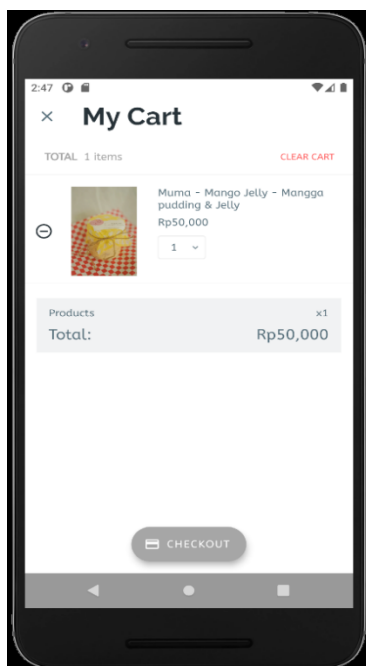 2:47
My Cart
TOTAL 1 items
CLEAR CART
Muma - Mango Jelly - Mangga
pudding & Jelly
Rp50,000
1
Products x1
Total: Rp50,000
CHECKOUT